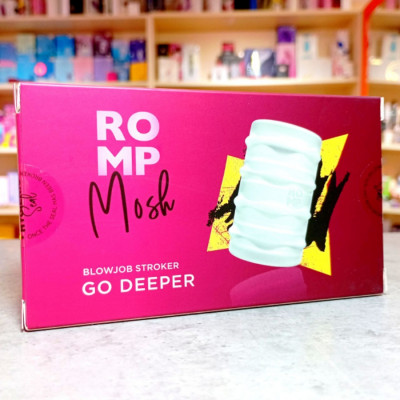 RO
MP
Mosh
BLOWJOB STROKER
GO DEEPER